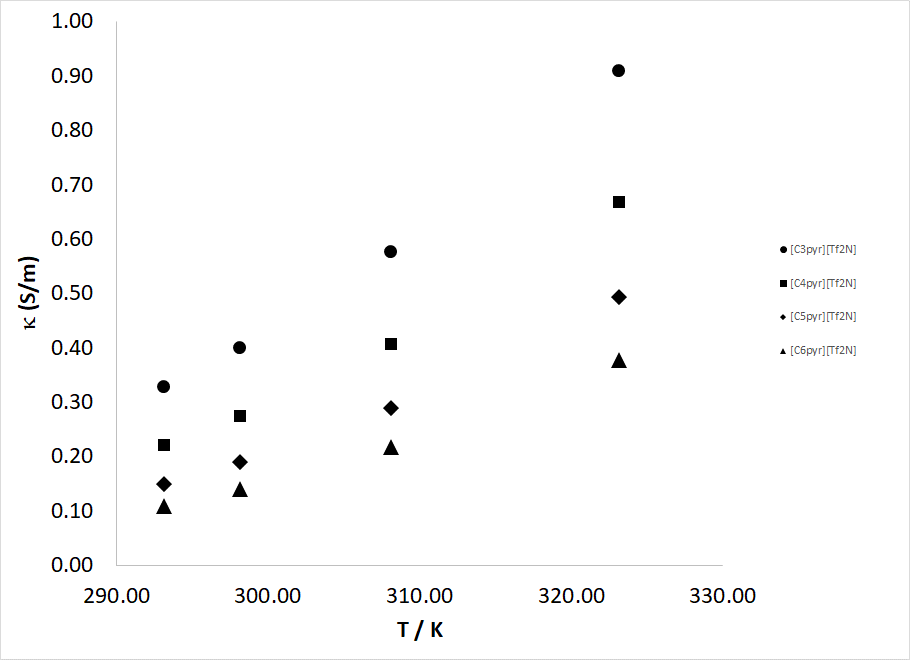 1.00
0.90
0.80
0.70
0.60
0.50
0.40
0.30
0.20
0.10
0.00
κ (S/m)
290.00 300.00 310.00 320.00 330.00
T / K
[C3pyr][Tf2N]
[C4pyr][Tf2N]
[C5pyr][Tf2N]
[C6pyr][Tf2N]